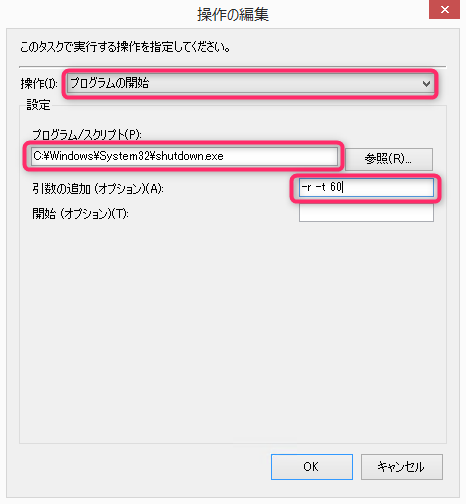 操作の編集
このタスクで実行する操作を指定してください。
操作(I): プログラムの開始
設定
プログラム/スクリプト(P):
C:¥Windows¥System32¥shutdown.exe 参照(R)...
引数の追加 (オプション)(A): -r -t 60
開始 (オプション)(T):
OK キャンセル